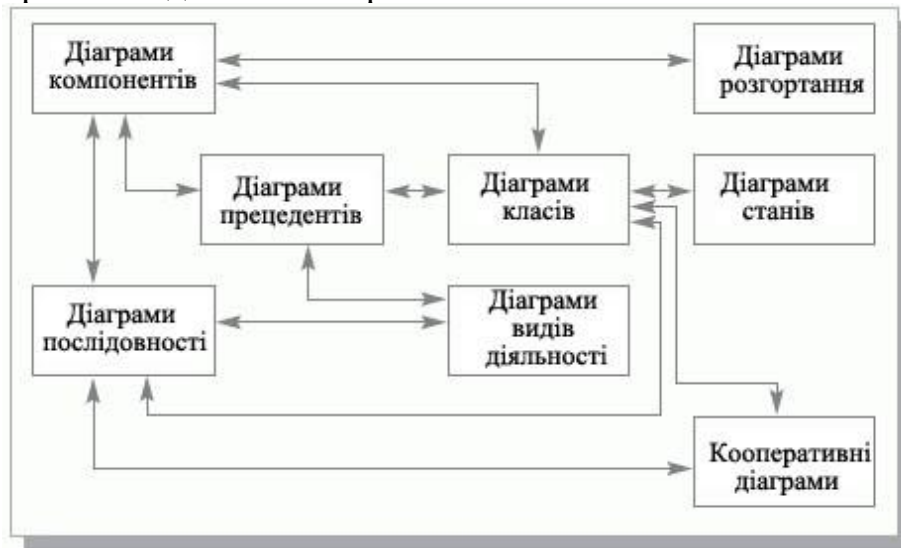 Діаграми
компонентів
Діаграми
розгортання
Діаграми
прецедентів
Діаграми
класів
Діаграми
станів
Діаграми
послідовності
Діаграми
видів
діяльності
Кооперативні
діаграми